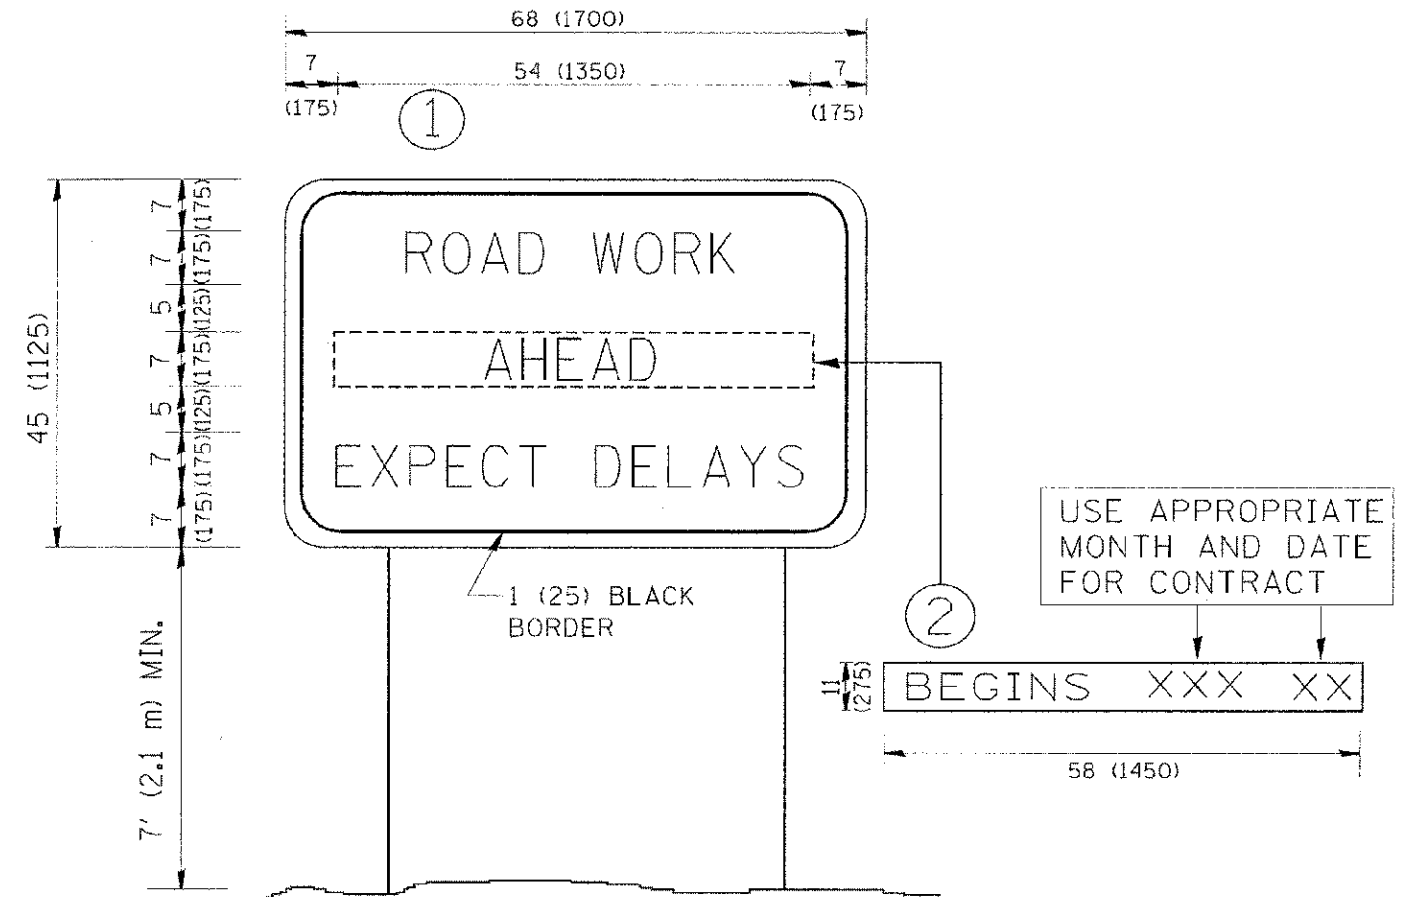 68 (1700)
7
54 (1350)
7
(175)
(175)
1
45 (1125)
7 (175)
7 (175)
5 (125)
7 (175)
5 (125)
7 (175)
7 (175)
ROAD WORK
AHEAD
EXPECT DELAYS
1 (25) BLACK
BORDER
7' (2.1 m) MIN.
USE APPROPRIATE
MONTH AND DATE
FOR CONTRACT
2
11
(275)
BEGINS XXX XX
58 (1450)